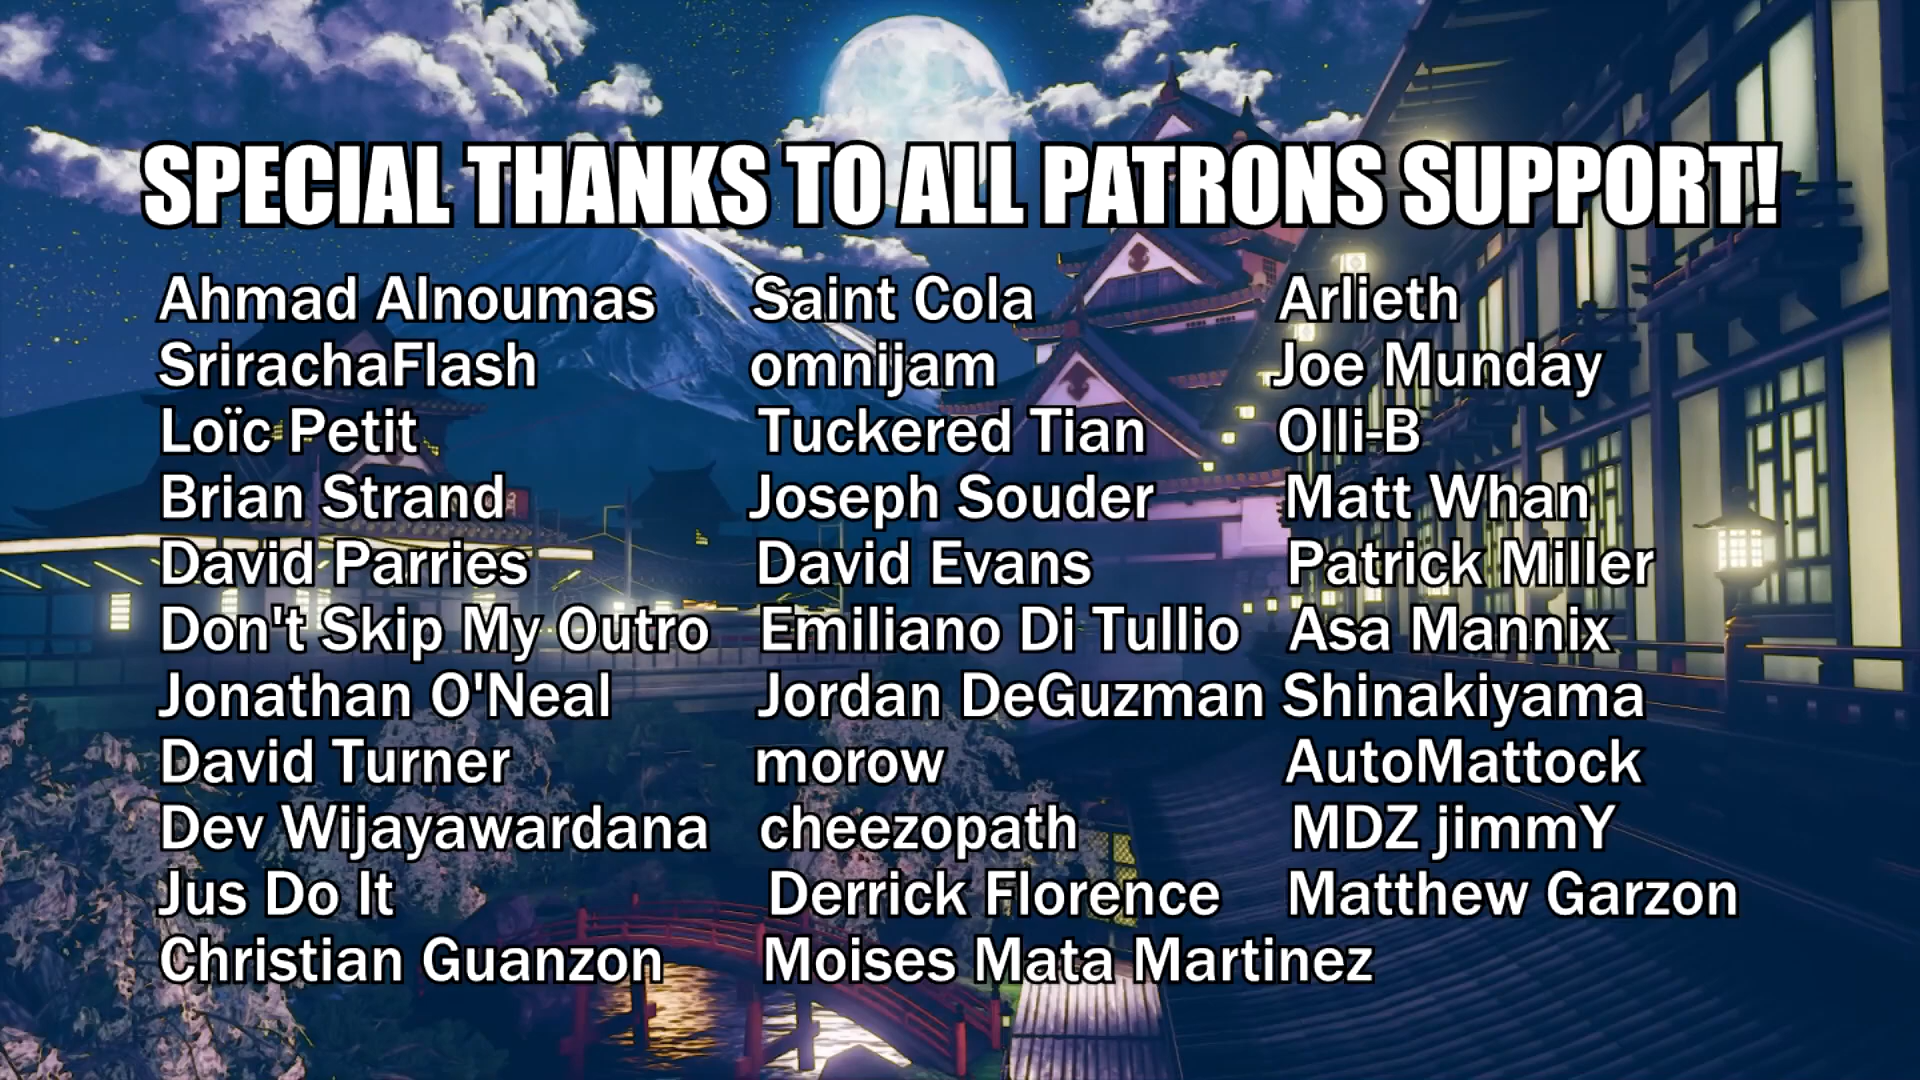 SPECIAL THANKS TO ALL PATRONS SUPPORT!
Ahmad Alnoumas Saint Cola Arlieth
SrirachaFlash omnijam Joe Munday
Loïc Petit Tuckered Tian Olli-B
Brian Strand Joseph Souder Matt Whan
David Parries David Evans Patrick Miller
Don't Skip My Outro Emiliano Di Tullio Asa Mannix
Jonathan O'Neal Jordan DeGuzman Shinakiyama
David Turner morow AutoMattock
Dev Wijayawardana cheezopath MDZ jimmY
Jus Do It Derrick Florence Matthew Garzon
Christian Guanzon Moises Mata Martinez